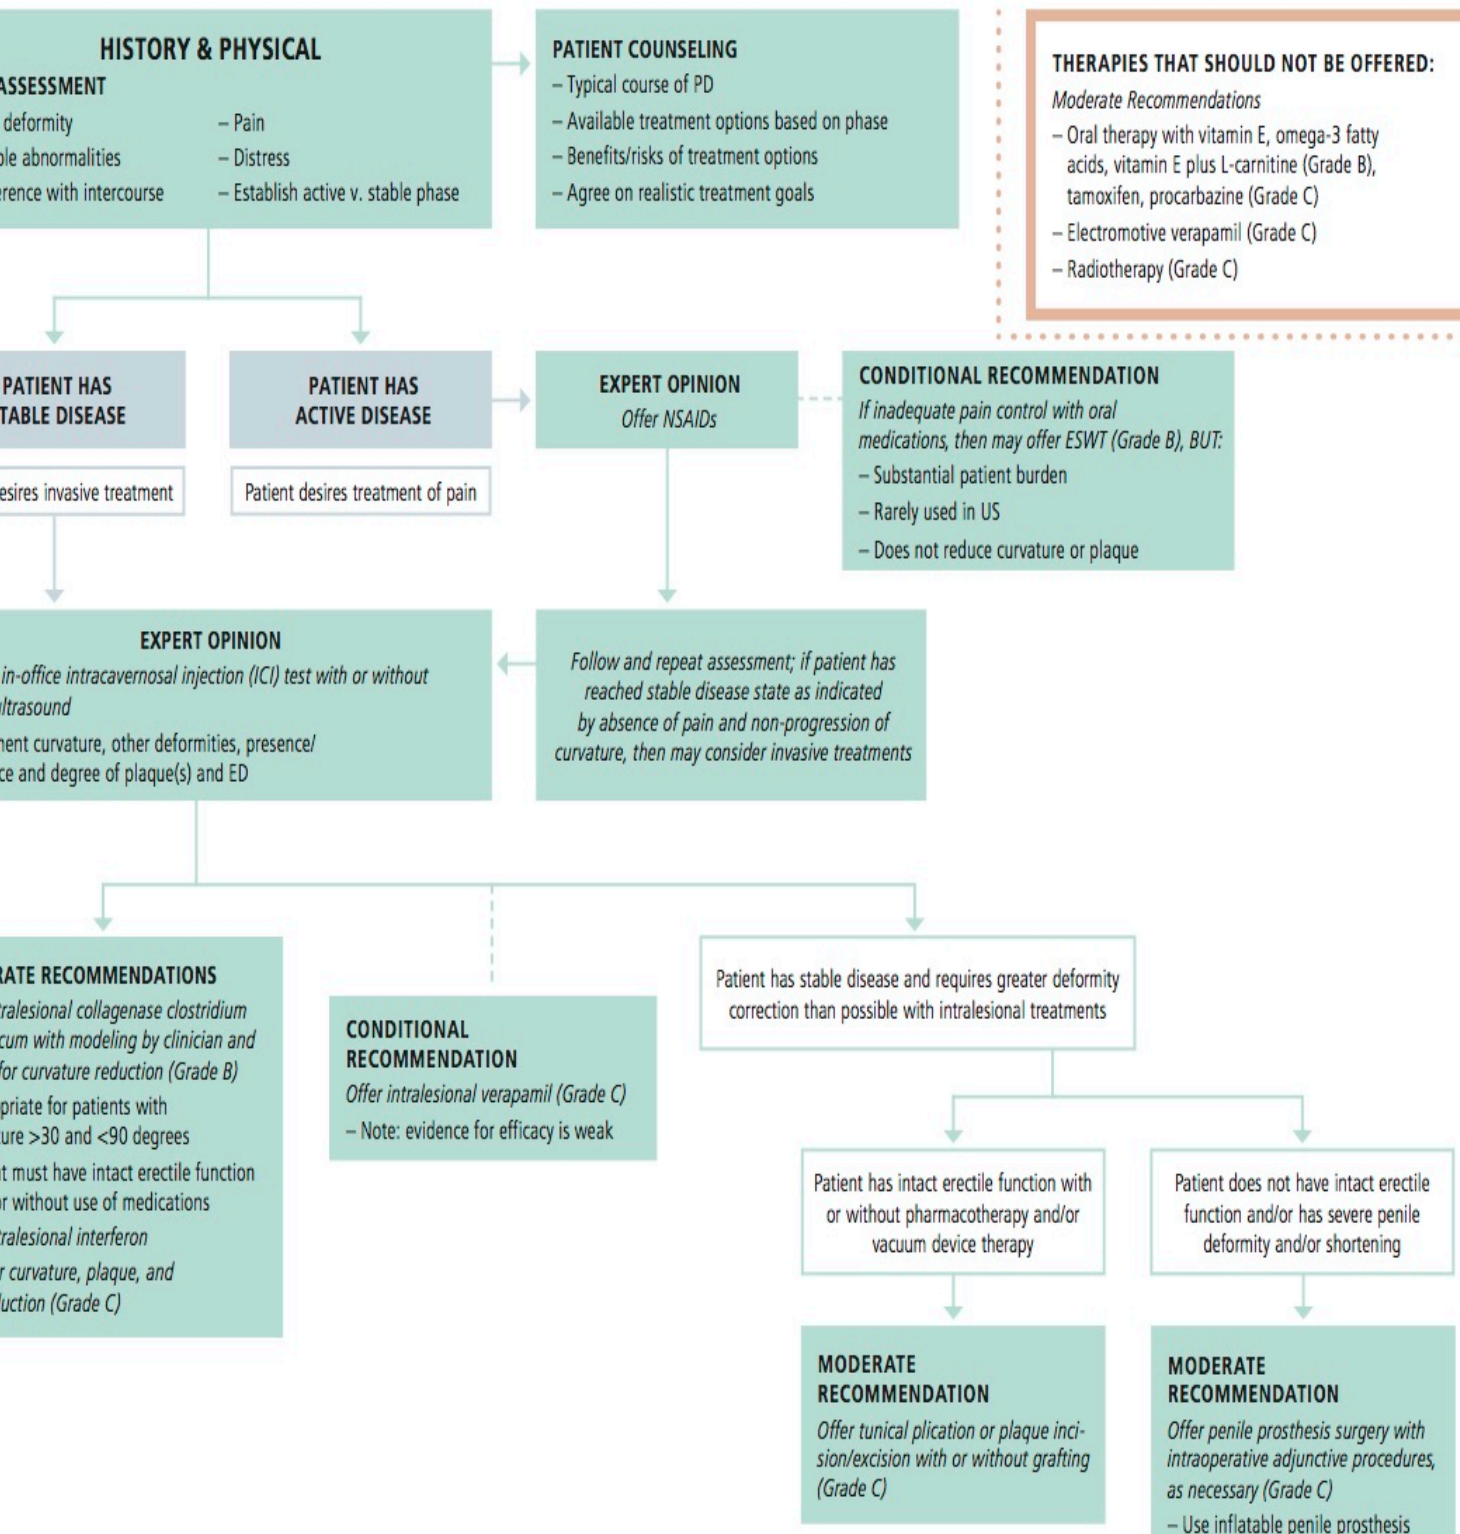 HISTORY & PHYSICAL
ASSESSMENT
deformity
– Pain
abnormalities
– Distress
with intercourse
– Establish active v. stable phase
PATIENT COUNSELING
– Typical course of PD
– Available treatment options based on phase
– Benefits/risks of treatment options
– Agree on realistic treatment goals
THERAPIES THAT SHOULD NOT BE OFFERED:
Moderate Recommendations
– Oral therapy with vitamin E, omega-3 fatty
acids, vitamin E plus L-carnitine (Grade B),
tamoxifen, procarbazine (Grade C)
– Electromotive verapamil (Grade C)
– Radiotherapy (Grade C)
PATIENT HAS
TABLE DISEASE
PATIENT HAS
ACTIVE DISEASE
EXPERT OPINION
Offer NSAIDs
CONDITIONAL RECOMMENDATION
If inadequate pain control with oral
medications, then may offer ESWT (Grade B), BUT:
– Substantial patient burden
– Rarely used in US
– Does not reduce curvature or plaque
esires invasive treatment
Patient desires treatment of pain
EXPERT OPINION
in-office intracavernosal injection (ICI) test with or without
ultrasound
ment curvature, other deformities, presence/
ce and degree of plaque(s) and ED
Follow and repeat assessment; if patient has
reached stable disease state as indicated
by absence of pain and non-progression of
curvature, then may consider invasive treatments
RATE RECOMMENDATIONS
tralesional collagenase clostridium
cum with modeling by clinician and
for curvature reduction (Grade B)
priate for patients with
ure >30 and <90 degrees
t must have intact erectile function
or without use of medications
tralesional interferon
r curvature, plaque, and
uction (Grade C)
CONDITIONAL
RECOMMENDATION
Offer intralesional verapamil (Grade C)
– Note: evidence for efficacy is weak
Patient has stable disease and requires greater deformity
correction than possible with intralesional treatments
Patient has intact erectile function with
or without pharmacotherapy and/or
vacuum device therapy
Patient does not have intact erectile
function and/or has severe penile
deformity and/or shortening
MODERATE
RECOMMENDATION
Offer tunical plication or plaque inci-
sion/excision with or without grafting
(Grade C)
MODERATE
RECOMMENDATION
Offer penile prosthesis surgery with
intraoperative adjunctive procedures,
as necessary (Grade C)
– Use inflatable penile prosthesis